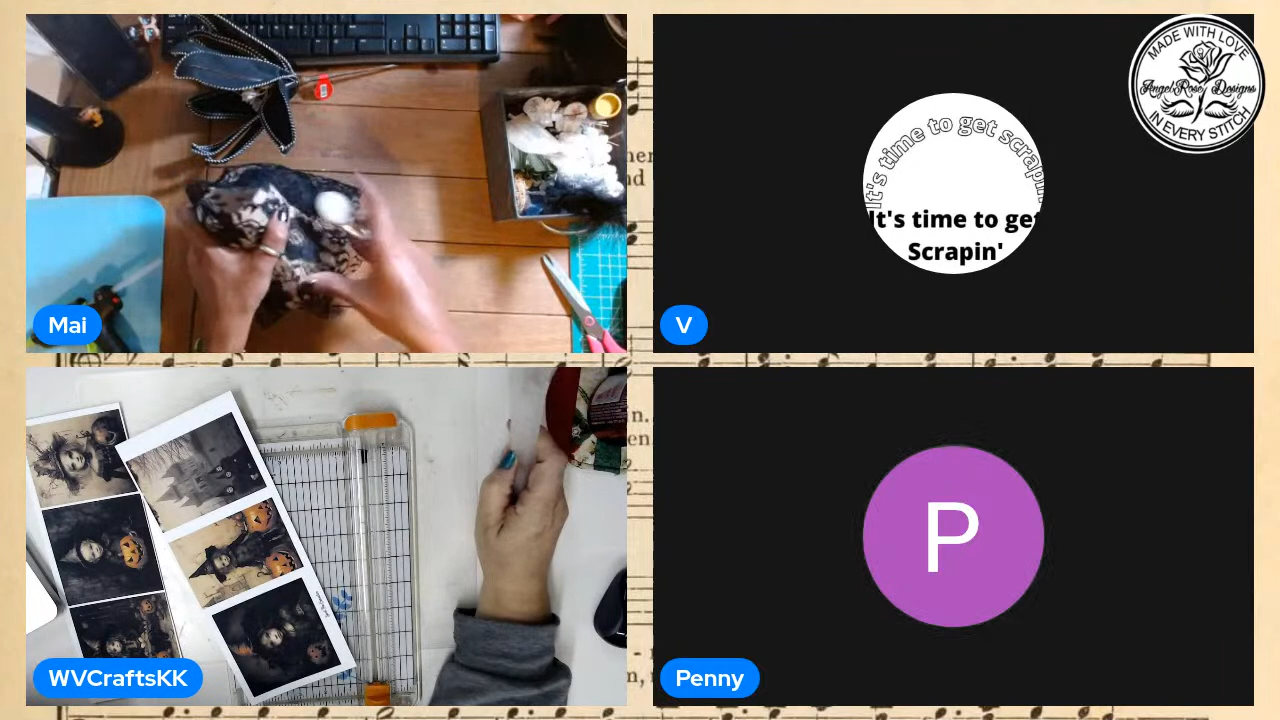 MADE WITH LOVE
AngelRose Designs
IN EVERY STITCH
It's time to get scrapin'
It's time to get
Scrapin'
Mai
V
WVCraftsKK
P
Penny